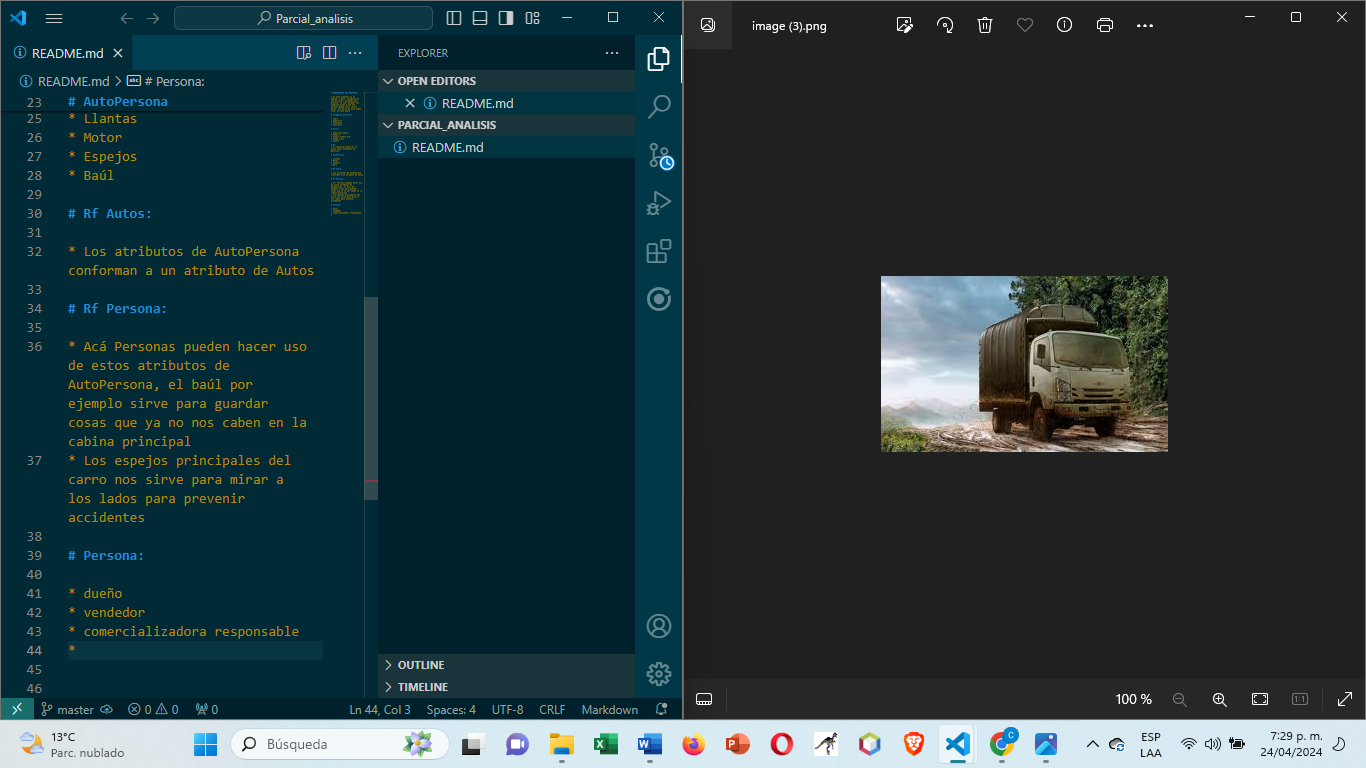 Parcial_analisis
README.md
README.md > # Persona:
23 # AutoPersona
25 * Llantas
26 * Motor
27 * Espejos
28 * Baúl
29
30 # Rf Autos:
31
32 * Los atributos de AutoPersona
conforman a un atributo de Autos
33
34 # Rf Persona:
35
36 * Acá Personas pueden hacer uso
de estos atributos de
AutoPersona, el baúl por
ejemplo sirve para guardar
cosas que ya no nos caben en la
cabina principal
37 * Los espejos principales del
carro nos sirve para mirar a
los lados para prevenir
accidentes
38
39 # Persona:
40
41 * dueño
42 * vendedor
43 * comercializadora responsable
44 *
45
46
EXPLORER
OPEN EDITORS
README.md
PARCIAL_ANALISIS
README.md
OUTLINE
TIMELINE
master 0 0 0 Ln 44, Col 3 Spaces: 4 UTF-8 CRLF Markdown
image (3).png
100 % 1:1
13°C
Parc. nublado
Búsqueda
C
ESP
LAA
7:29 p. m.
24/04/2024